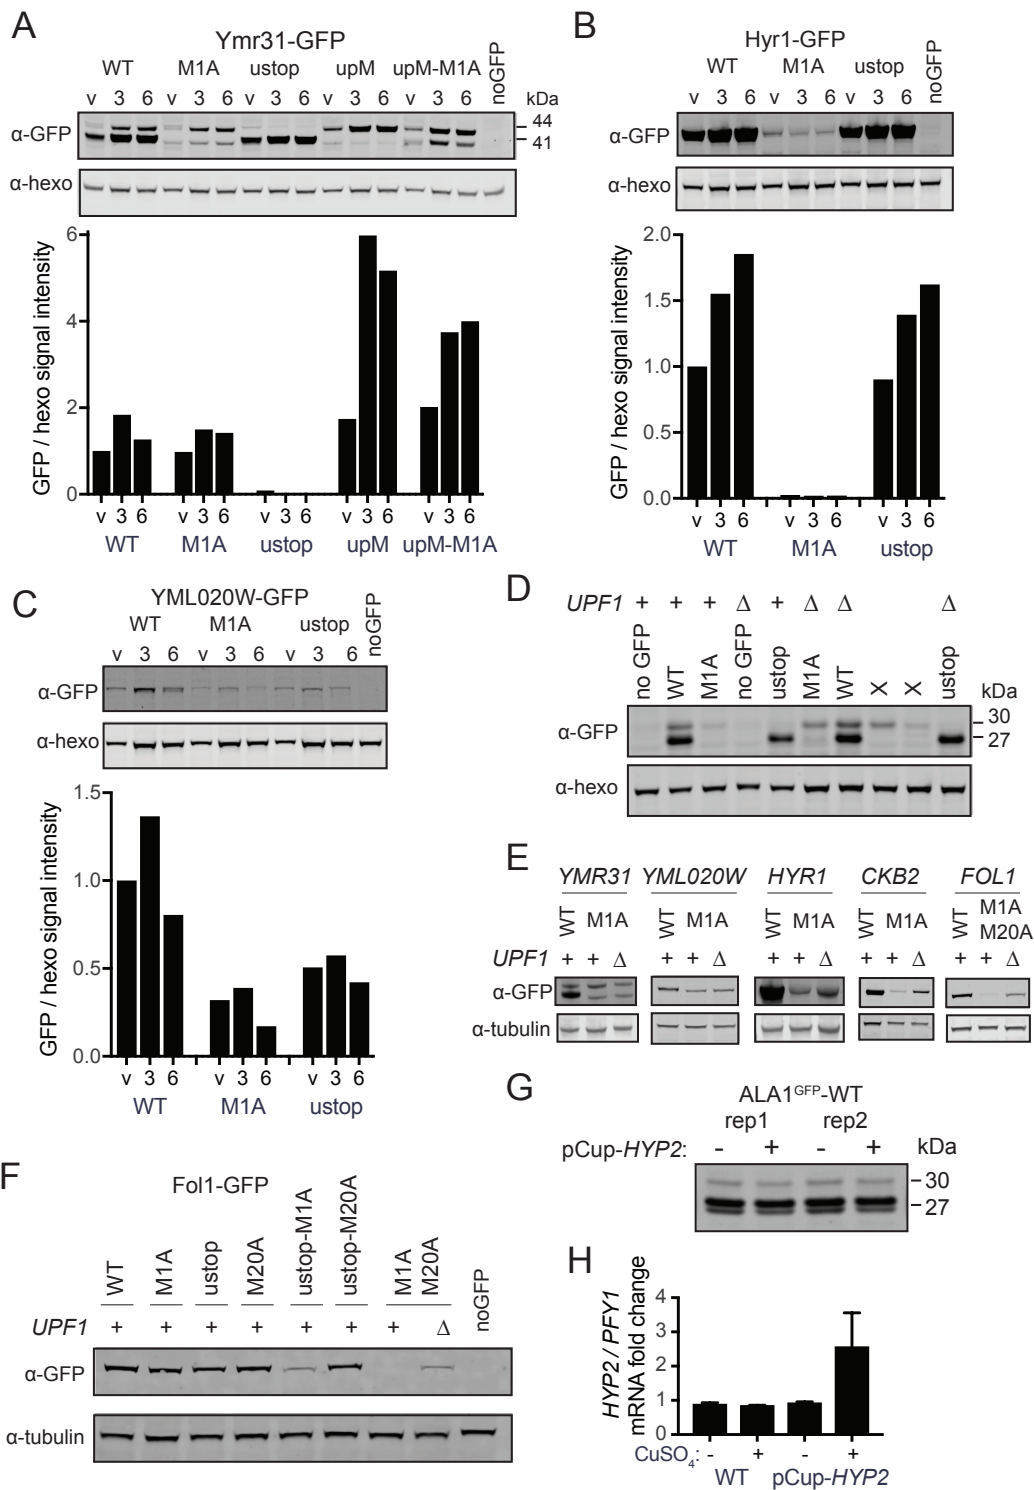 A
Ymr31-GFP
WT M1A ustop upM upM-M1A noGFP
v 3 6 v 3 6 v 3 6 v 3 6 v 3 6 kDa
α-GFP 44
41
α-hexo
GFP / hexo signal intensity
6
4
2
0
v 3 6 v 3 6 v 3 6 v 3 6 v 3 6
WT M1A ustop upM upM-M1A
B
Hyr1-GFP
WT M1A ustop noGFP
v 3 6 v 3 6 v 3 6
α-GFP
α-hexo
GFP / hexo signal intensity
2.0
1.5
1.0
0.5
0.0
v 3 6 v 3 6 v 3 6
WT M1A ustop
C
YML020W-GFP
WT M1A ustop noGFP
v 3 6 v 3 6 v 3 6
α-GFP
α-hexo
GFP / hexo signal intensity
1.5
1.0
0.5
0.0
v 3 6 v 3 6 v 3 6
WT M1A ustop
D
UPF1 + + + Δ + Δ Δ Δ
no GFP WT M1A no GFP ustop M1A WT X X ustop kDa
α-GFP 30
27
α-hexo
E
YMR31 YML020W HYR1 CKB2 FOL1
WT M1A WT M1A WT M1A WT M1A WT M1A
M20A
UPF1 + + Δ + + Δ + + Δ + + Δ + + Δ
α-GFP
α-tubulin
F
Fol1-GFP
WT M1A ustop M20A ustop-M1A ustop-M20A M1A M20A noGFP
UPF1 + + + + + + + Δ
α-GFP
α-tubulin
G
ALA1GFP-WT
rep1 rep2
pCup-HYP2: - + - + kDa
30
27
H
HYP2 / PFY1
mRNA fold change
4
3
2
1
0
CuSO4: - + - +
WT pCup-HYP2